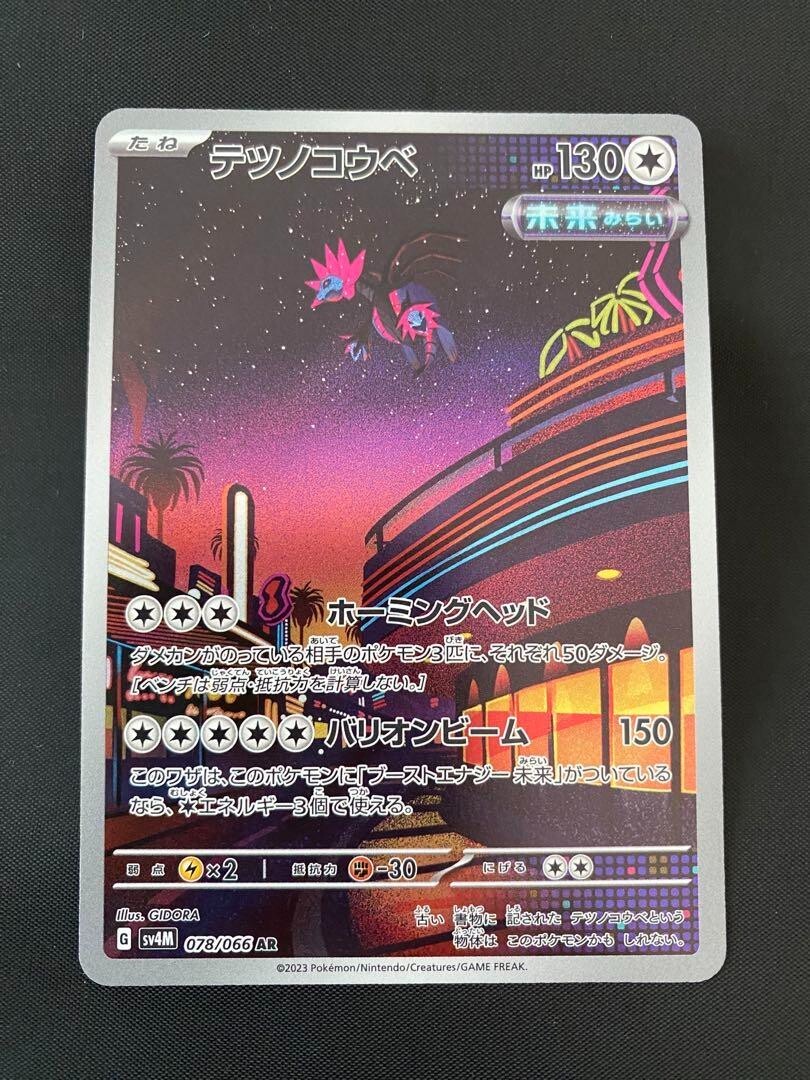 たね テツノコウベ HP130
未来 みらい
ホーミングヘッド
ダメカンがのっている相手のポケモン3匹に、それぞれ50ダメージ。
[ベンチは弱点・抵抗力を計算しない。]
バリオンビーム 150
このワザは、このポケモンに「ブーストエナジー 未来」がついている
なら、エネルギー3個で使える。
弱点 ×2 抵抗力 -30 にげる
Illus. GIDORA
G sv4M 078/066 AR
古い 書物に 記された テツノコウベという
物体は このポケモンかも しれない。
©2023 Pokémon/Nintendo/Creatures/GAME FREAK.